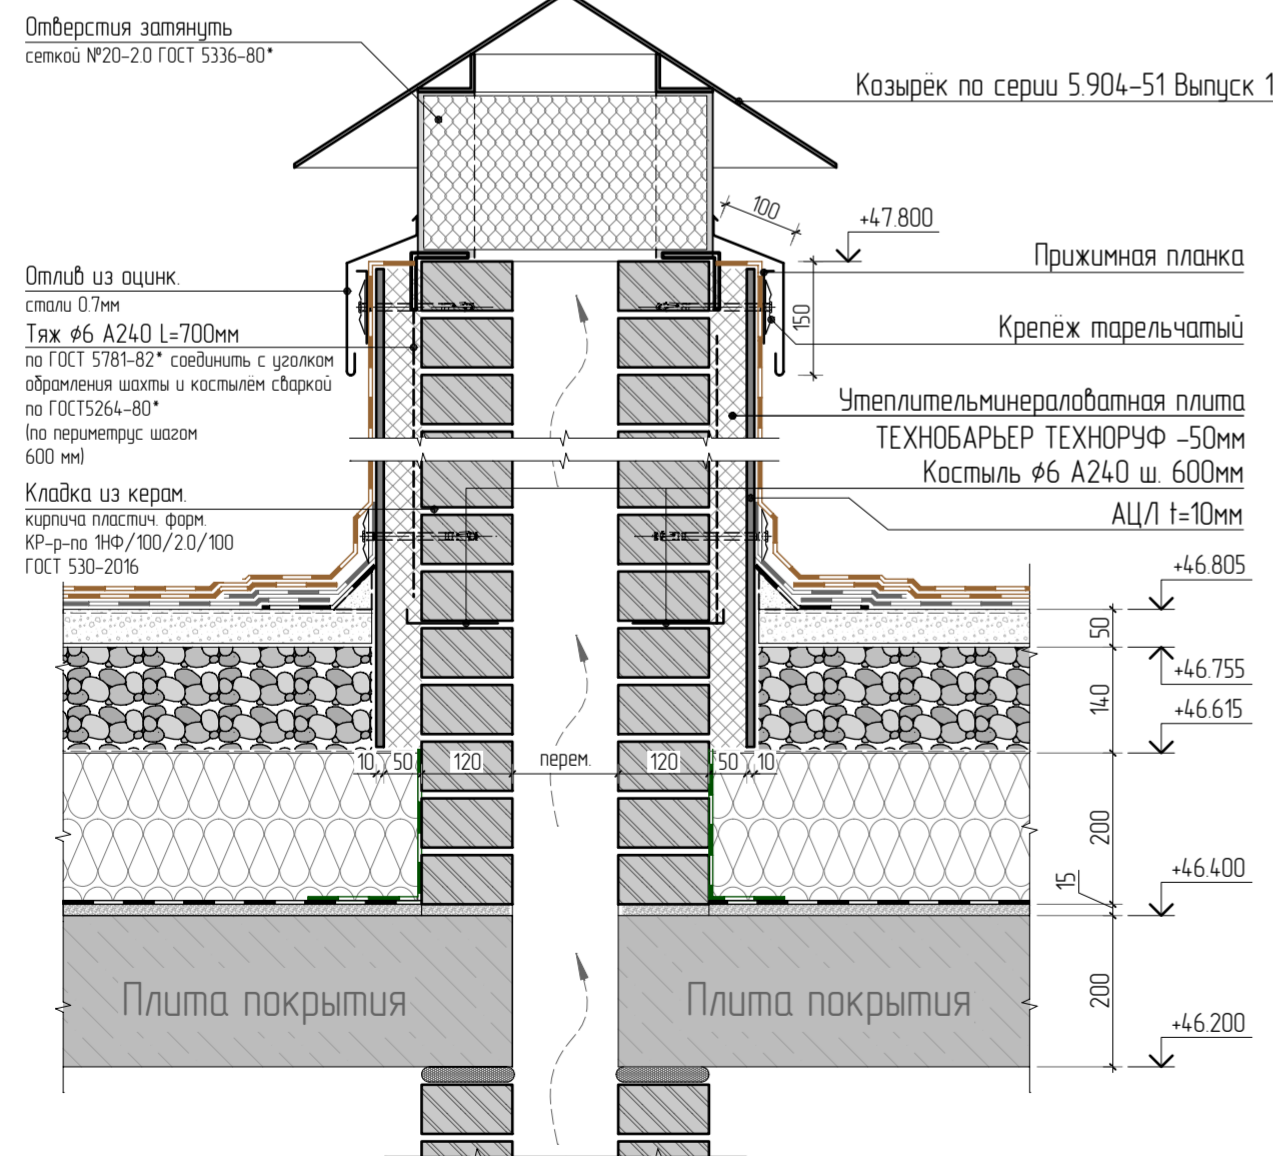 Отверстия затянуть
сеткой №20-2.0 ГОСТ 5336-80*
Козырёк по серии 5.904-51 Выпуск 1
100
+47.800
Прижимная планка
Отлив из оцинк.
стали 0.7мм
150
Крепёж тарельчатый
Тяж ϕ6 А240 L=700мм
по ГОСТ 5781-82* соединить с уголком
обрамления шахты и костылём сваркой
по ГОСТ5264-80*
(по периметрус шагом
600 мм)
Утеплительминераловатная плита
ТЕХНОБАРЬЕР ТЕХНОРУФ -50мм
Костыль ϕ6 А240 ш. 600мм
АЦЛ t=10мм
Кладка из керам.
кирпича пластич. форм.
КР-р-по 1НФ/100/2.0/100
ГОСТ 530-2016
+46.805
50
+46.755
140
+46.615
10 50 120 перем. 120 50 10
200
+46.400
15
Плита покрытия Плита покрытия
200
+46.200